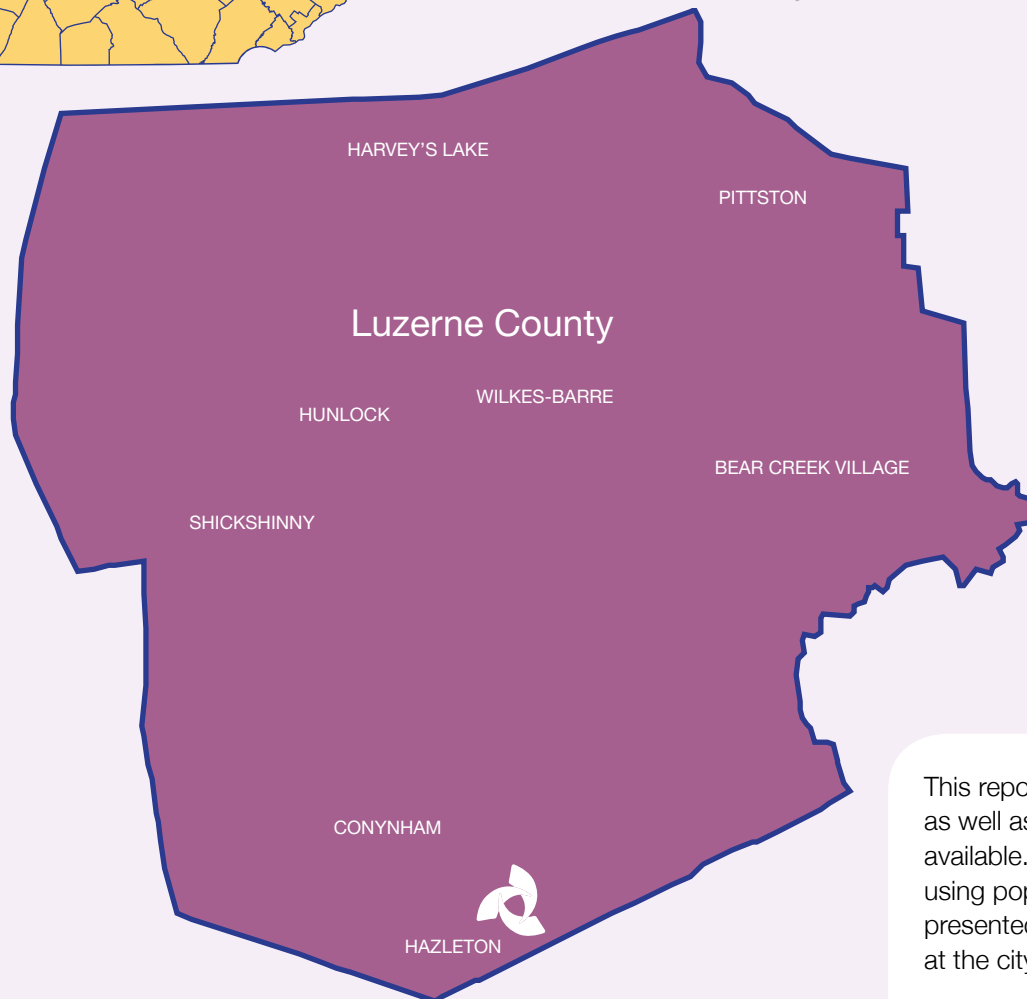 HARVEY'S LAKE
PITTSTON
Luzerne County
WILKES-BARRE
HUNLOCK
BEAR CREEK VILLAGE
SHICKSHINNY
This repo
as well as
available.
using pop
presented
at the city
CONYNHAM
HAZLETON